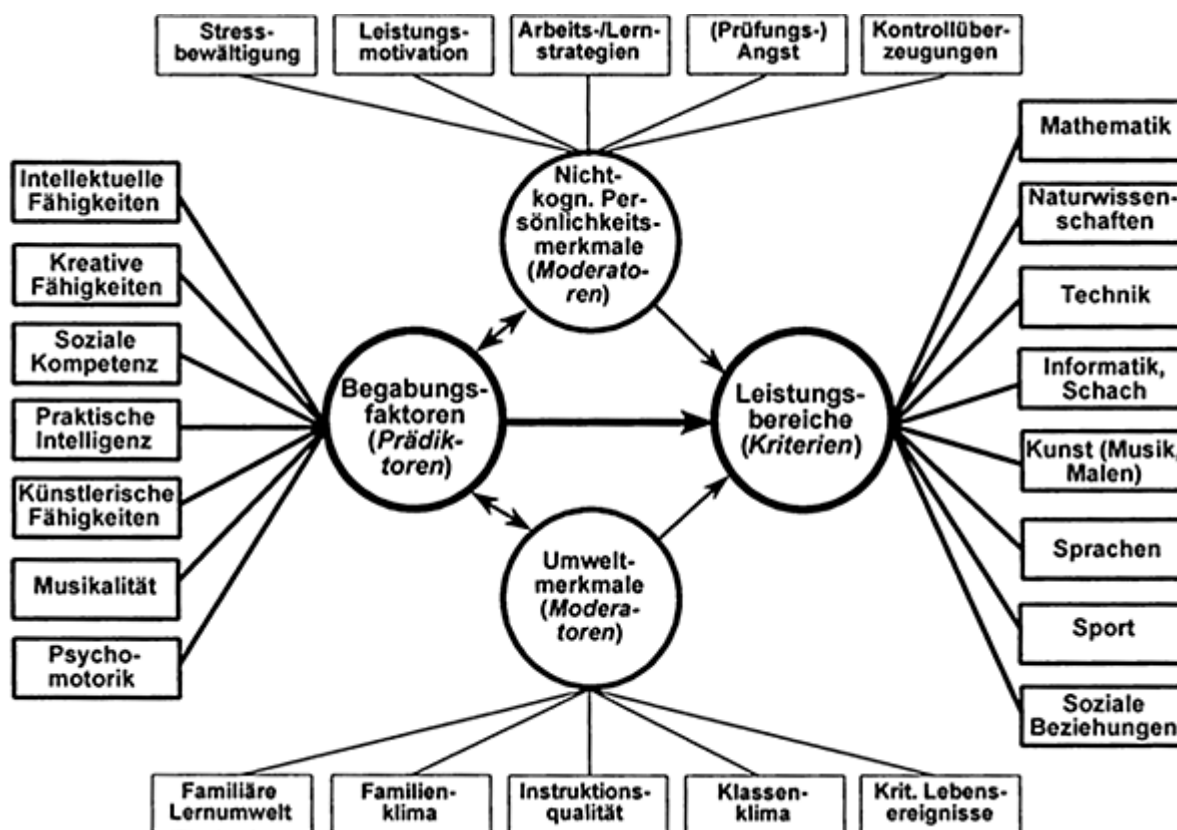 Stress-
bewältigung
Leistungs-
motivation
Arbeits-/Lern-
strategien
(Prüfungs-)
Angst
Kontrollüber-
zeugungen
Intellektuelle
Fähigkeiten
Kreative
Fähigkeiten
Soziale
Kompetenz
Praktische
Intelligenz
Künstlerische
Fähigkeiten
Musikalität
Psycho-
motorik
Nicht-
kogn. Per-
sönlichkeits-
merkmale
(Moderato-
ren)
Begabungs-
faktoren
(Prädik-
toren)
Leistungs-
bereiche
(Kriterien)
Umwelt-
merkmale
(Modera-
toren)
Mathematik
Naturwissen-
schaften
Technik
Informatik,
Schach
Kunst (Musik,
Malen)
Sprachen
Sport
Soziale
Beziehungen
Familiäre
Lernumwelt
Familien-
klima
Instruktions-
qualität
Klassen-
klima
Krit. Lebens-
ereignisse